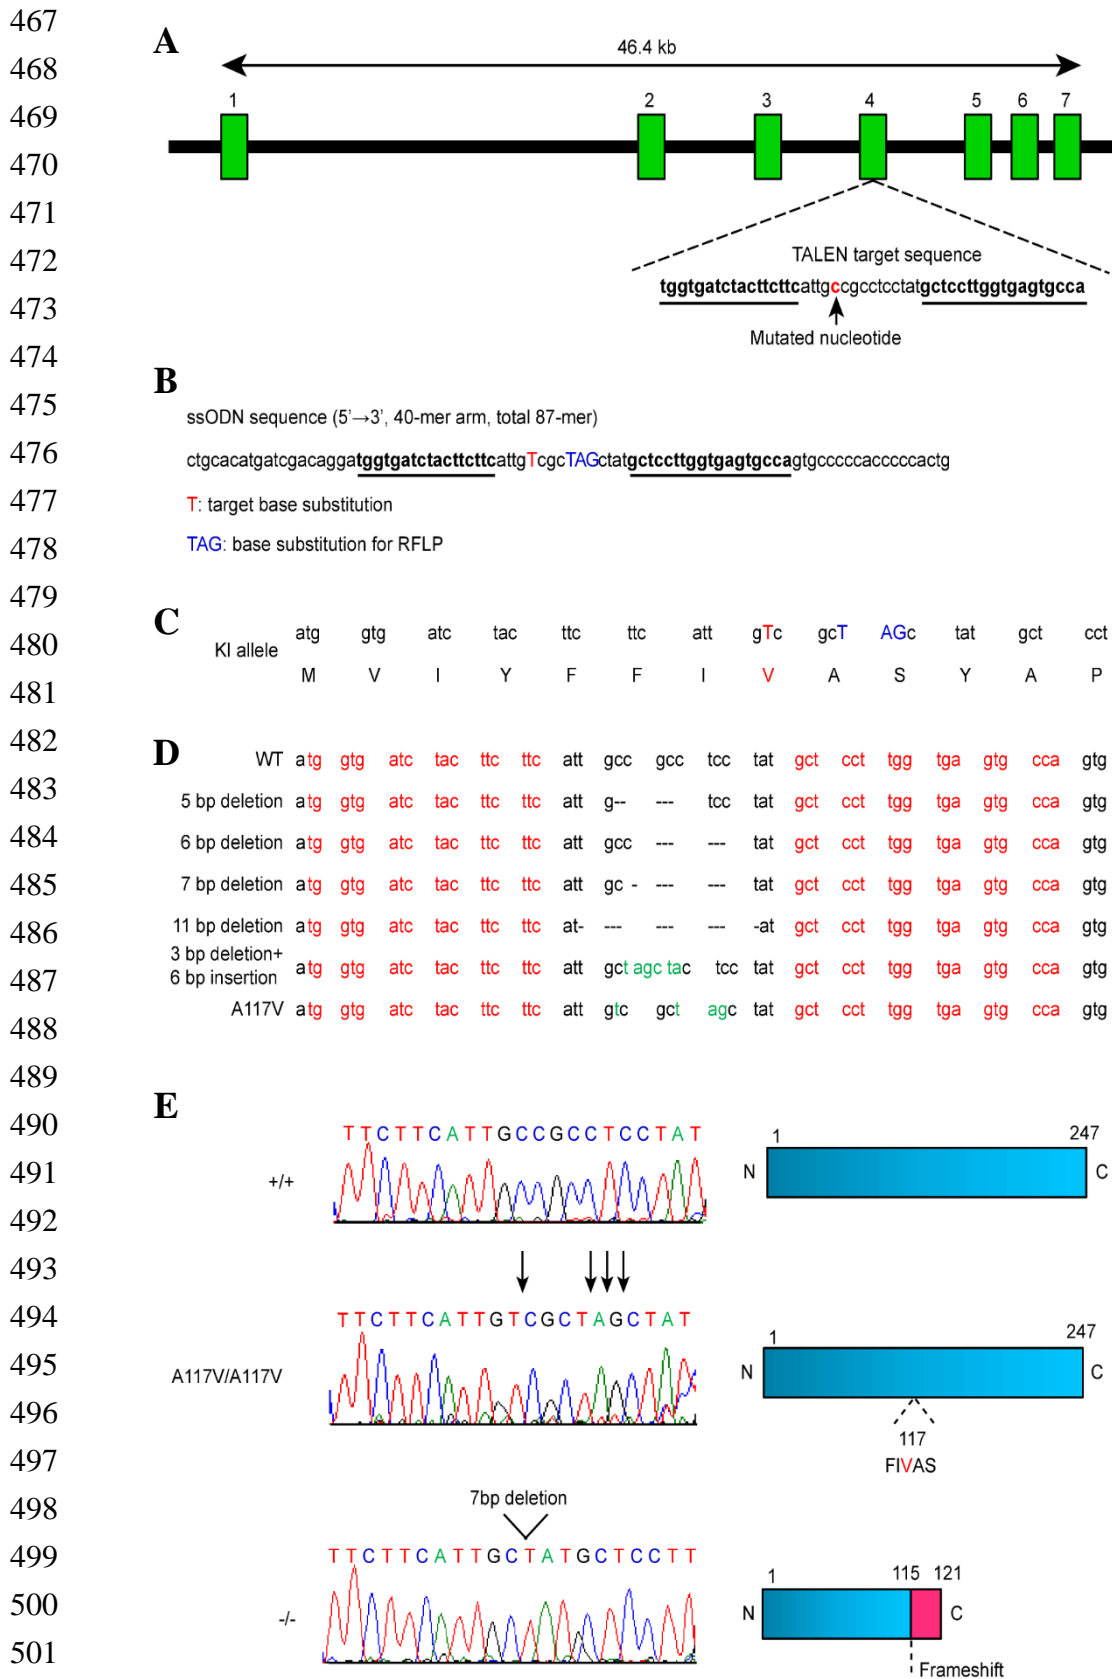 467
A
46.4 kb
468
469
1 2 3 4 5 6 7
470
471
472
TALEN target sequence
473
tggtgatctacttcttcattgccgcctcctatgctccttggtgagtgcca
Mutated nucleotide
474
B
475
ssODN sequence (5'→3', 40-mer arm, total 87-mer)
476
ctgcacatgatcgacaggatggtgatctacttcttcattgTcgcTAGctatgctccttggtgagtgccagtgcccccacccccactg
477
T: target base substitution
478
TAG: base substitution for RFLP
479
C
480
KI allele
atg gtg atc tac ttc ttc att gTc gcT AGc tat gct cct
M V I Y F F I V A S Y A P
481
482
D
WT atg gtg atc tac ttc ttc att gcc gcc tcc tat gct cct tgg tga gtg cca gtg
483
5 bp deletion atg gtg atc tac ttc ttc att g-- --- tcc tat gct cct tgg tga gtg cca gtg
484
6 bp deletion atg gtg atc tac ttc ttc att gcc --- --- tat gct cct tgg tga gtg cca gtg
485
7 bp deletion atg gtg atc tac ttc ttc att gc - --- --- tat gct cct tgg tga gtg cca gtg
486
11 bp deletion atg gtg atc tac ttc ttc at- --- --- --- -at gct cct tgg tga gtg cca gtg
487
3 bp deletion+
6 bp insertion atg gtg atc tac ttc ttc att gct agc tac tcc tat gct cct tgg tga gtg cca gtg
488
A117V atg gtg atc tac ttc ttc att gtc gct agc tat gct cct tgg tga gtg cca gtg
489
E
490
TTCTTCATTGCCGCCTCCTAT
1 247
491
+/+
N C
492
493
494
TTCTTCATTGTCGCTAGCTAT
1 247
495
A117V/A117V
N C
496
117
497
FIVAS
498
7bp deletion
499
TTCTTCATTGCTATGCTCCTT
1 115 121
500
-/-
N C
501
Frameshift